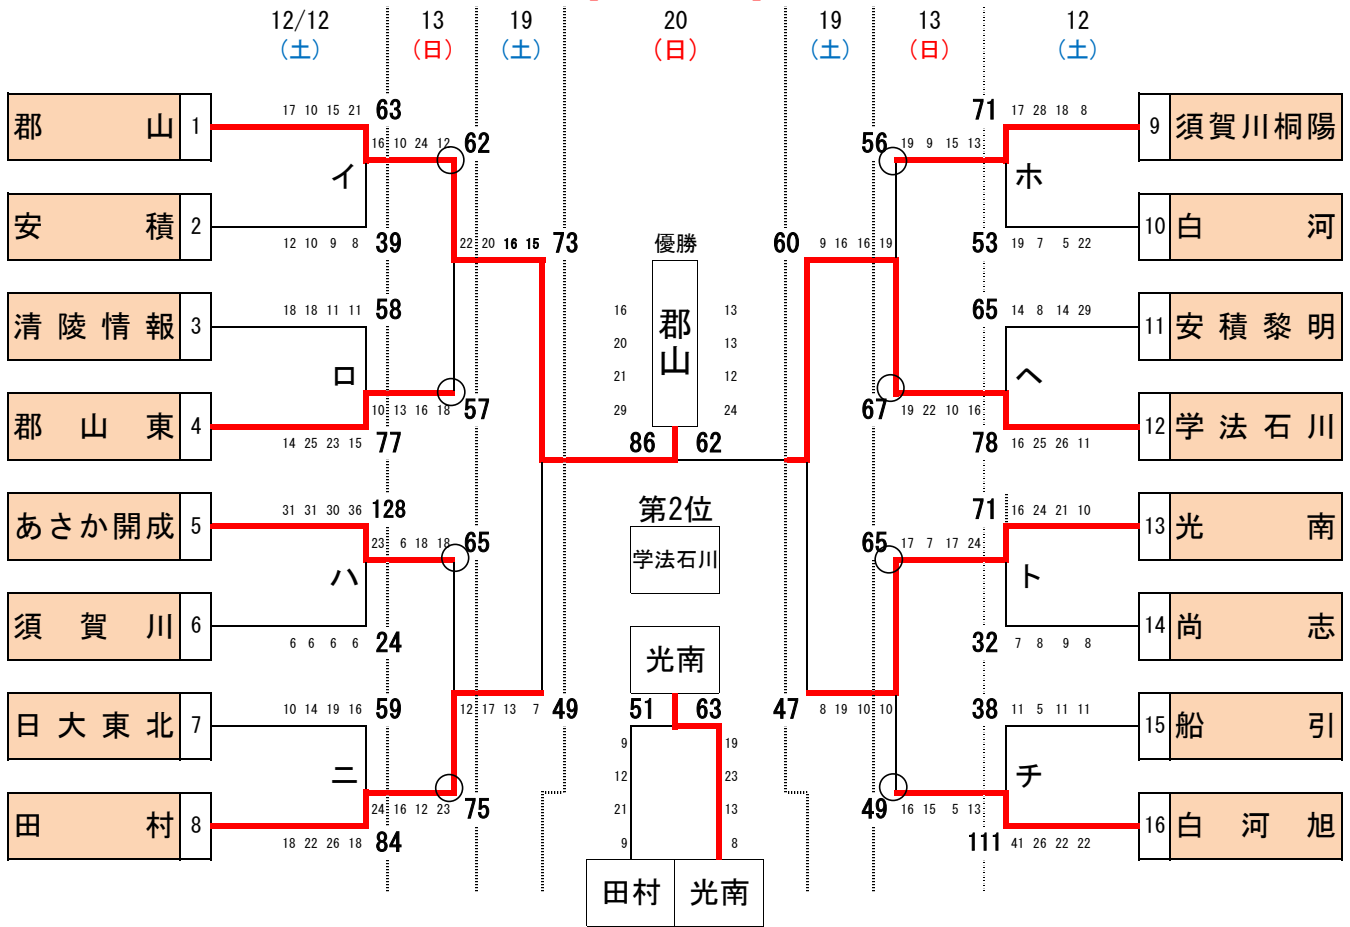 12/12 13 19 20 19 13 12
(土) (日) (土) (日) (土) (日) (土)
17 10 15 21 63
71 17 28 18 8
郡山 1
9 須賀川桐陽
16 10 24 12 62
56 19 9 15 13
イ
ホ
安積 2
10 白河
12 10 9 8 39
53 19 7 5 22
22 20 16 15 73
優勝
60 9 16 16 19
18 18 11 11 58
65 14 8 14 29
清陵情報 3
11 安積黎明
16 13
20 13
21 12
29 24
郡山
ロ
ヘ
10 13 16 18 57
67 19 22 10 16
郡山東 4
12 学法石川
14 25 23 15 77
78 16 25 26 11
86 62
31 31 30 36 128
71 16 24 21 10
第2位
学法石川
あさか開成 5
13 光南
23 6 18 18 65
65 17 7 17 24
ハ
ト
須賀川 6
14 尚志
6 6 6 6 24
32 7 8 9 8
光南
10 14 19 16 59
38 11 5 11 11
12 17 13 7 49
51 63
47 8 19 10 10
日大東北 7
15 船引
9 19
12 23
21 13
9 8
ニ
チ
24 16 12 23 75
49 16 15 5 13
田村 8
16 白河旭
18 22 26 18 84
111 41 26 22 22
田村 光南